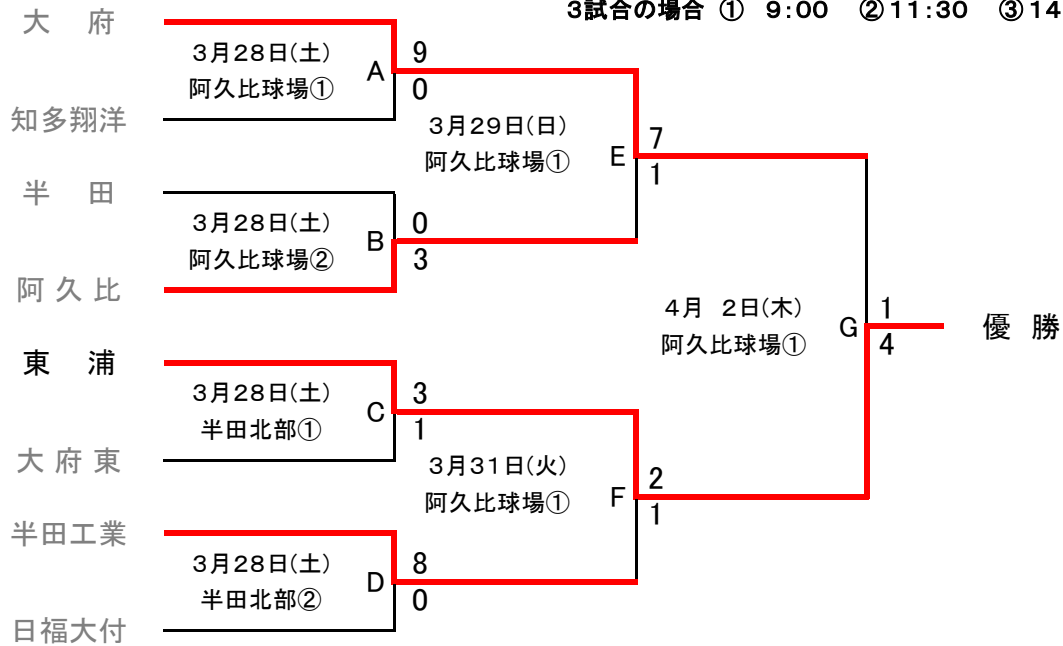 3試合の場合 ① 9:00 ②11:30 ③14
大 府
3月28日(土)
阿久比球場①
A
9
0
知多翔洋
3月29日(日)
阿久比球場①
E
7
1
半 田
3月28日(土)
阿久比球場②
B
0
3
阿久比
4月 2日(木)
阿久比球場①
G
1
4
優 勝
東 浦
3月28日(土)
半田北部①
C
3
1
大府東
3月31日(火)
阿久比球場①
F
2
1
半田工業
3月28日(土)
半田北部②
D
8
0
日福大付